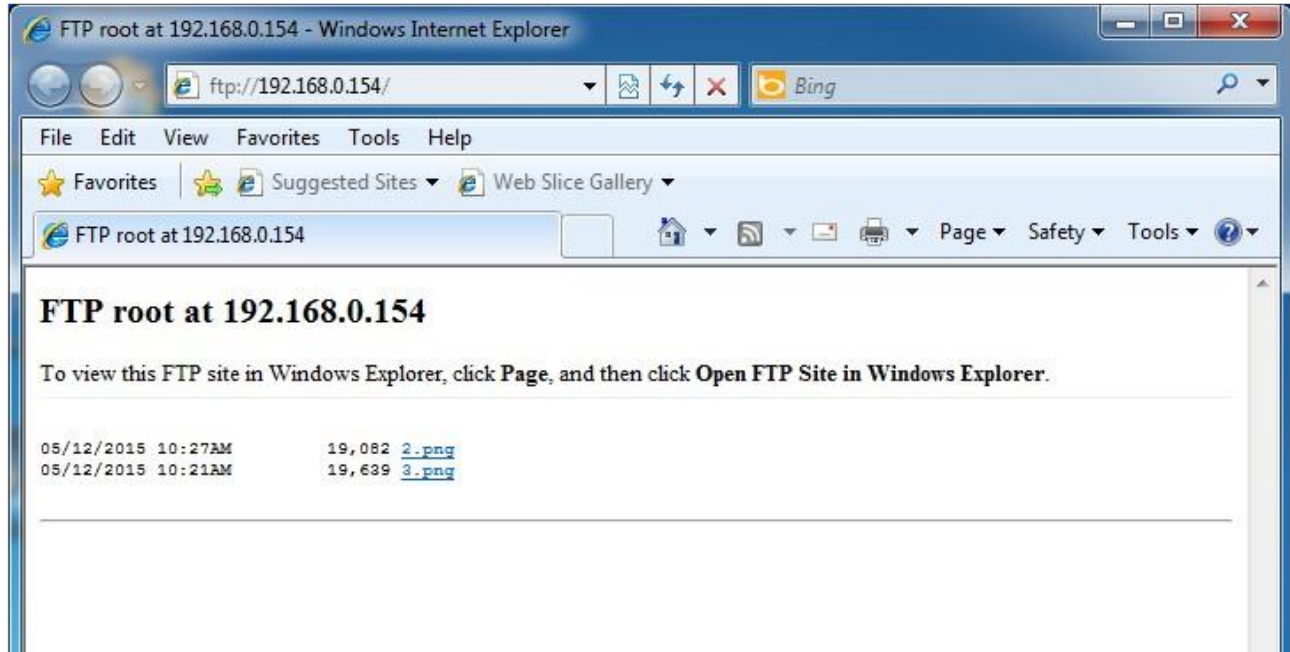 FTP root at 192.168.0.154 - Windows Internet Explorer
ftp://192.168.0.154/ Bing
File Edit View Favorites Tools Help
Favorites Suggested Sites Web Slice Gallery
FTP root at 192.168.0.154 Page Safety Tools
FTP root at 192.168.0.154
To view this FTP site in Windows Explorer, click Page, and then click Open FTP Site in Windows Explorer.
05/12/2015 10:27AM 19,082 2.png
05/12/2015 10:21AM 19,639 3.png